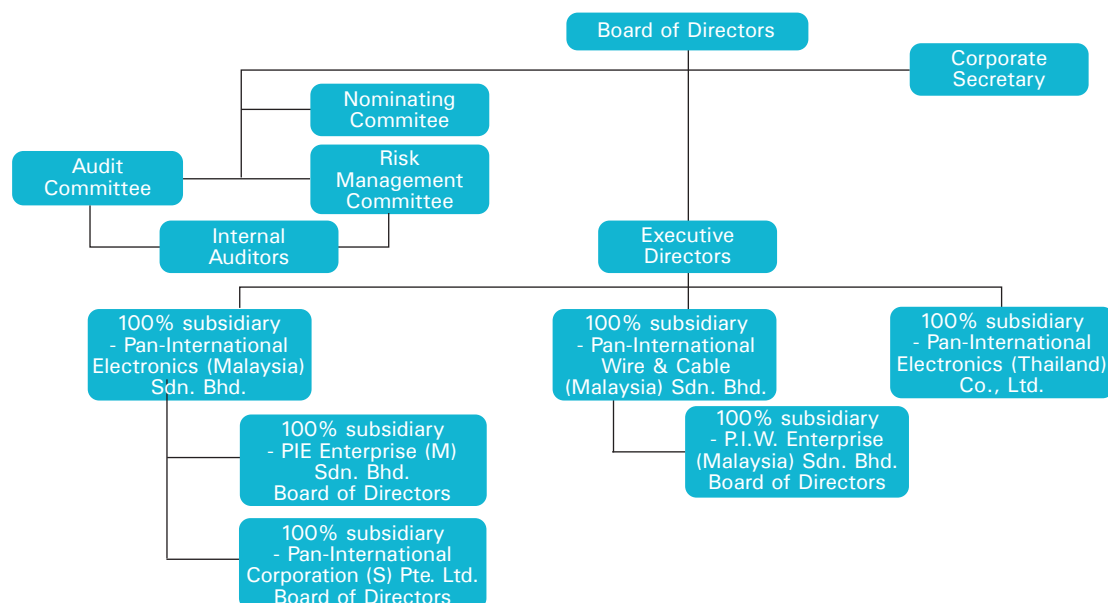 Board of Directors
Corporate
Secretary
Nominating
Commitee
Audit
Committee
Risk
Management
Committee
Internal
Auditors
Executive
Directors
100% subsidiary
- Pan-International
Electronics (Malaysia)
Sdn. Bhd.
100% subsidiary
- Pan-International
Wire & Cable
(Malaysia) Sdn. Bhd.
100% subsidiary
- Pan-International
Electronics (Thailand)
Co., Ltd.
100% subsidiary
- PIE Enterprise (M)
Sdn. Bhd.
Board of Directors
100% subsidiary
- P.I.W. Enterprise
(Malaysia) Sdn. Bhd.
Board of Directors
100% subsidiary
- Pan-International
Corporation (S) Pte. Ltd.
Board of Directors